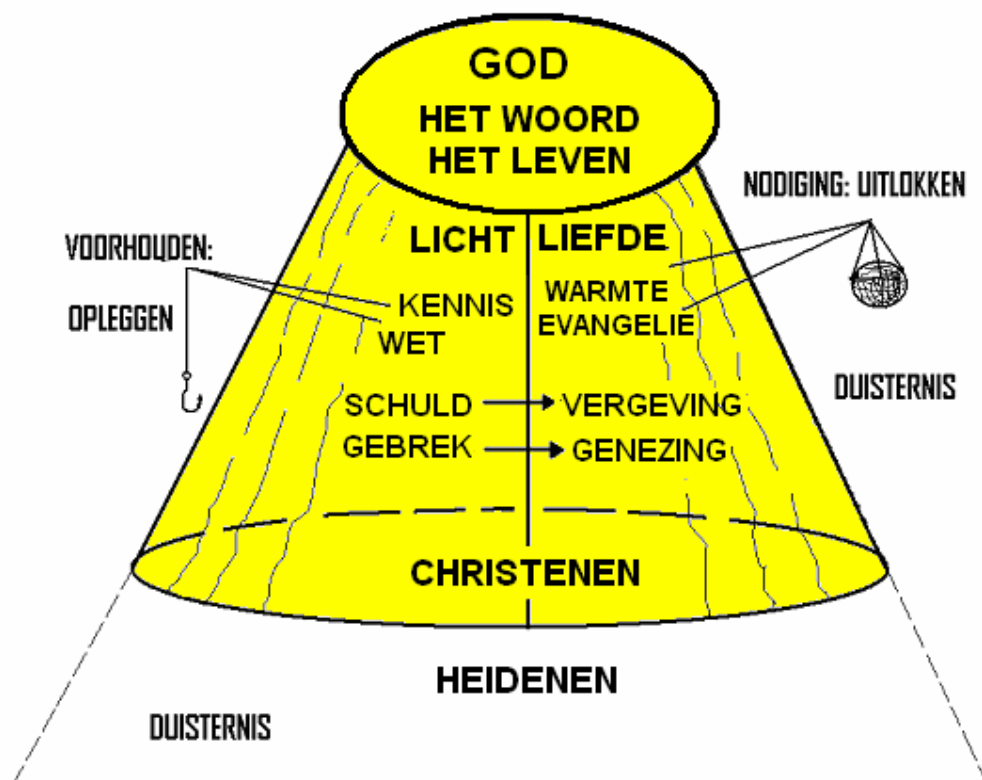 GOD
HET WOORD
HET LEVEN
NODIGING: UITLOKKEN
VOORHOUDEN:
OPLEGGEN
LICHT
LIEFDE
KENNIS
WET
WARMTE
EVANGELIE
DUISTERNIS
SCHULD
VERGEVING
GEBREK
GENEZING
CHRISTENEN
HEIDENEN
DUISTERNIS